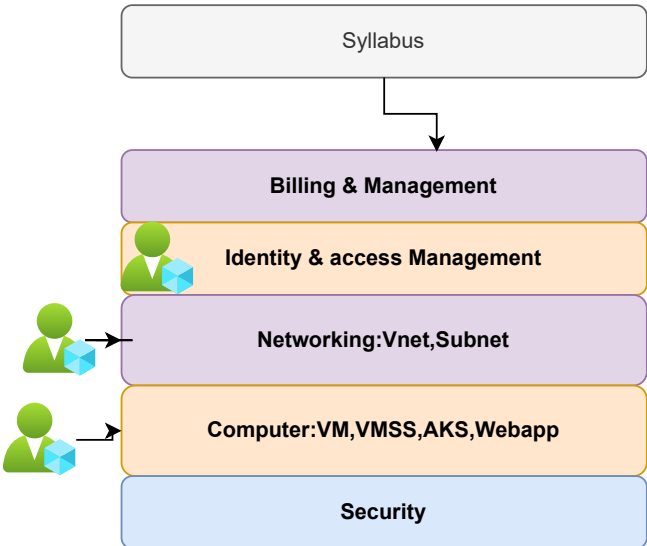 Syllabus
Billing & Management
Identity & access Management
Networking:Vnet,Subnet
Computer:VM,VMSS,AKS,Webapp
Security